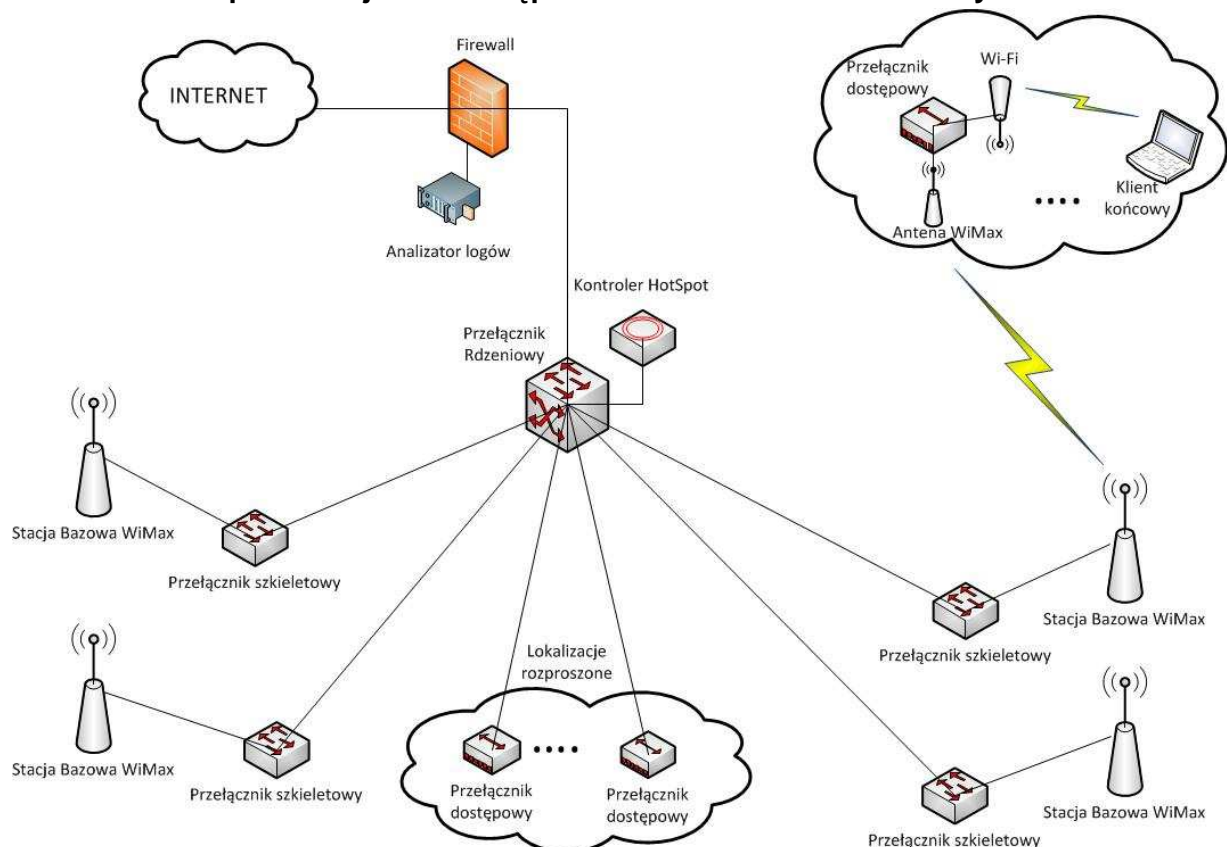 Firewall
INTERNET
Analizator logów
Wi-Fi
Przełącznik
dostępowy
Klient
końcowy
Antena WiMax
Kontroler HotSpot
Przełącznik
Rdzeniowy
Stacja Bazowa WiMax
Przełącznik szkieletowy
Stacja Bazowa WiMax
Przełącznik szkieletowy
Stacja Bazowa WiMax
Przełącznik szkieletowy
Lokalizacje
rozproszone
Przełącznik
dostępowy
Przełącznik
dostępowy
Stacja Bazowa WiMax
Przełącznik szkieletowy